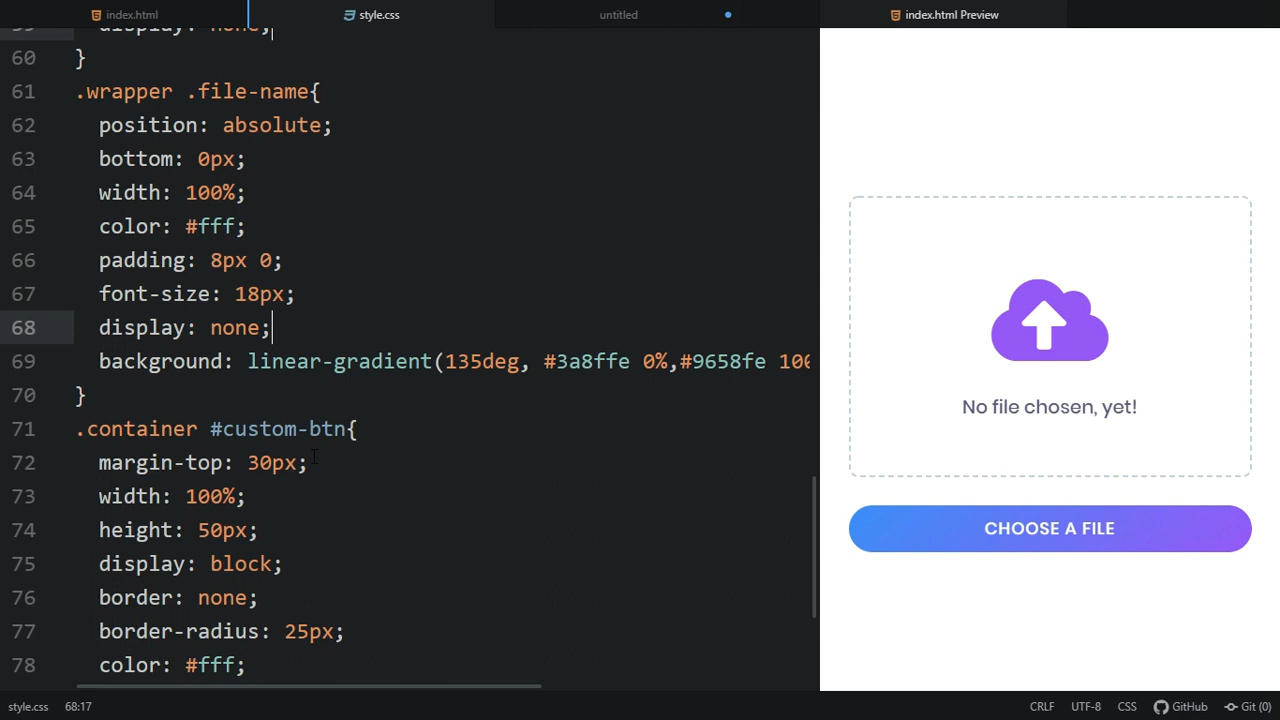 index.html
style.css
untitled
index.html Preview
display: none;
60 }
61 .wrapper .file-name{
62 position: absolute;
63 bottom: 0px;
64 width: 100%;
65 color: #fff;
66 padding: 8px 0;
67 font-size: 18px;
68 display: none;
69 background: linear-gradient(135deg, #3a8ffe 0%,#9658fe 100
70 }
71 .container #custom-btn{
72 margin-top: 30px;
73 width: 100%;
74 height: 50px;
75 display: block;
76 border: none;
77 border-radius: 25px;
78 color: #fff;
No file chosen, yet!
CHOOSE A FILE
style.css 68:17
CRLF UTF-8 CSS GitHub Git (0)